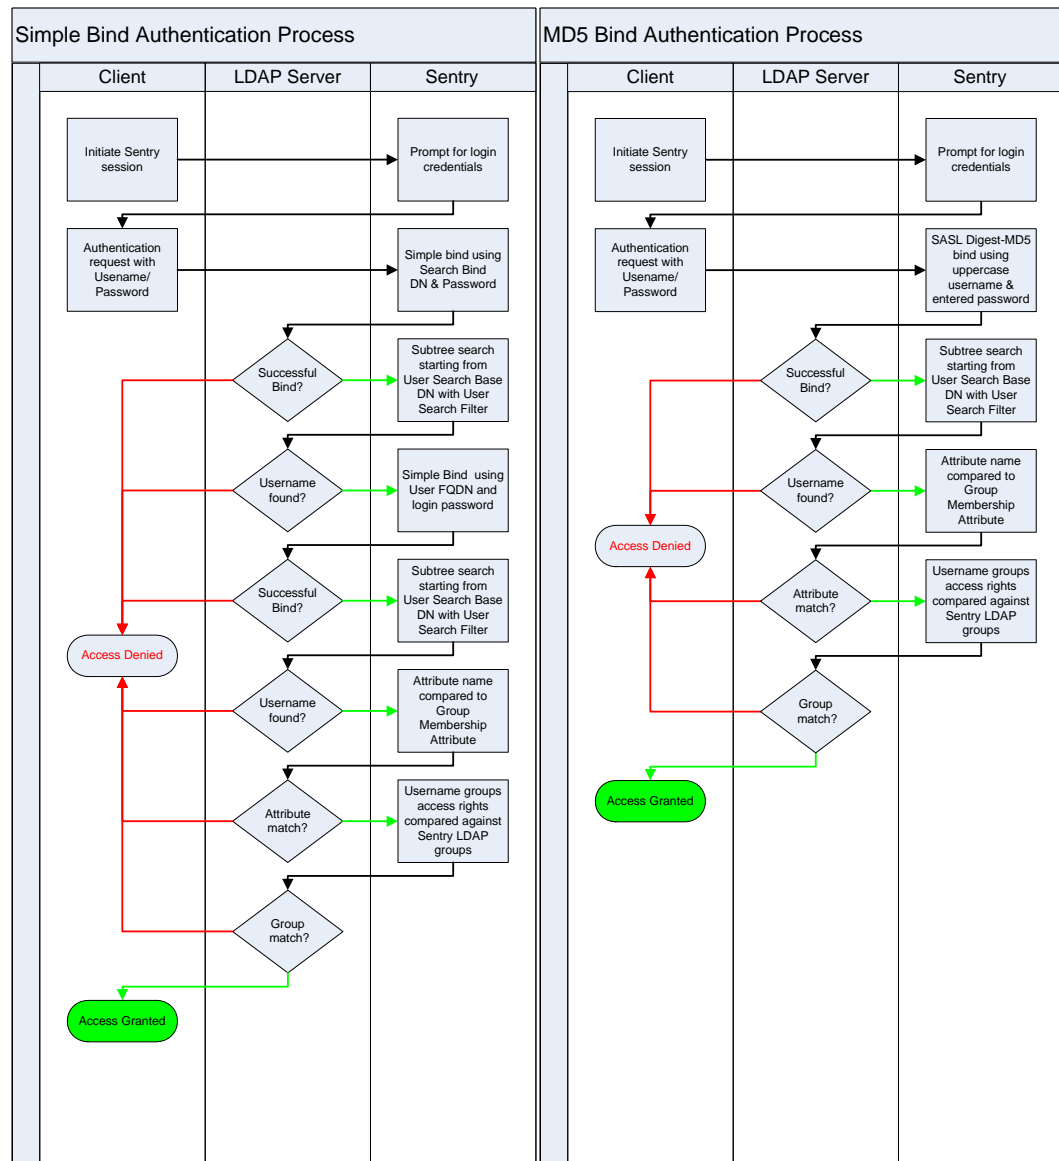 Simple Bind Authentication Process
Client
LDAP Server
Sentry
Initiate Sentry
session
Prompt for login
credentials
Authentication
request with
Usename/
Password
Simple bind using
Search Bind
DN & Password
Successful
Bind?
Subtree search
starting from
User Search Base
DN with User
Search Filter
Username
found?
Simple Bind  using
User FQDN and
login password
Successful
Bind?
Subtree search
starting from
User Search Base
DN with User
Search Filter
Access Denied
Username
found?
Attribute name
compared to
Group
Membership
Attribute
Attribute
match?
Username groups
access rights
compared against
Sentry LDAP
groups
Group
match?
Access Granted
MD5 Bind Authentication Process
Client
LDAP Server
Sentry
Initiate Sentry
session
Prompt for login
credentials
Authentication
request with
Username/
Password
SASL Digest-MD5
bind using
uppercase
username &
entered password
Successful
Bind?
Subtree search
starting from
User Search Base
DN with User
Search Filter
Username
found?
Attribute name
compared to
Group
Membership
Attribute
Access Denied
Attribute
match?
Username groups
access rights
compared against
Sentry LDAP
groups
Group
match?
Access Granted